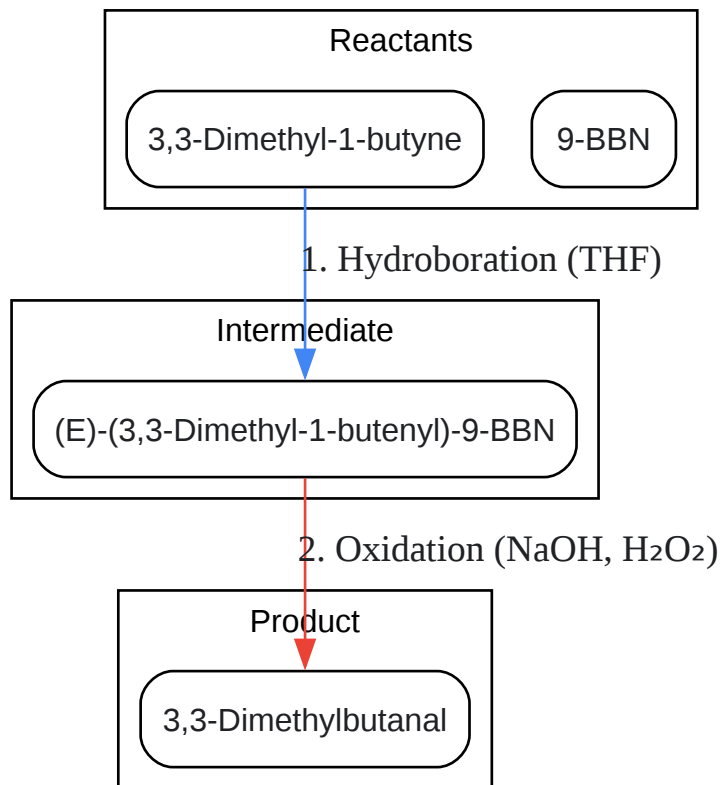 Reactants
3,3-Dimethyl-1-butyne
9-BBN
1. Hydroboration (THF)
Intermediate
(E)-(3,3-Dimethyl-1-butenyl)-9-BBN
2. Oxidation (NaOH, H₂O₂)
Product
3,3-Dimethylbutanal